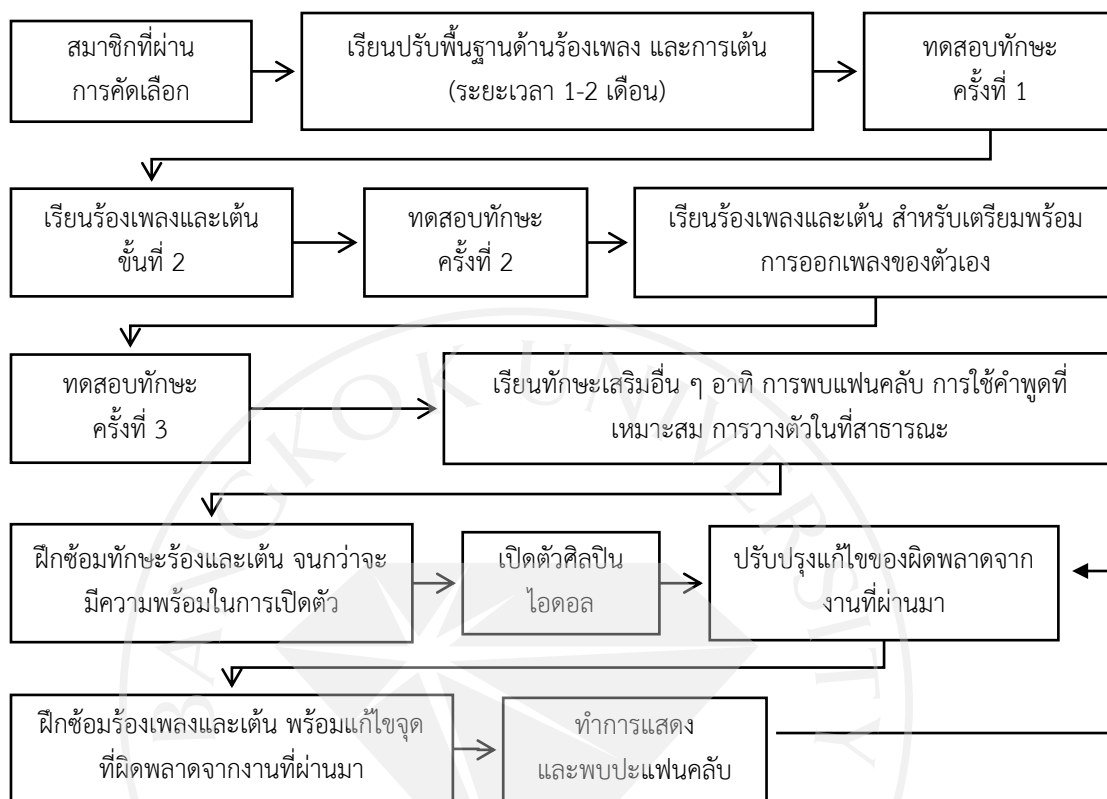 สมาชิกที่ผ่าน
การคัดเลือก
เรียนปรับพื้นฐานด้านร้องเพลง และการเต้น
(ระยะเวลา 1-2 เดือน)
ทดสอบทักษะ
ครั้งที่ 1
เรียนร้องเพลงและเต้น
ขั้นที่ 2
ทดสอบทักษะ
ครั้งที่ 2
เรียนร้องเพลงและเต้น สำหรับเตรียมพร้อม
การออกเพลงของตัวเอง
ทดสอบทักษะ
ครั้งที่ 3
เรียนทักษะเสริมอื่น ๆ อาทิ การพบแฟนคลับ การใช้คำพูดที่
เหมาะสม การวางตัวในที่สาธารณะ
ฝึกซ้อมทักษะร้องและเต้น จนกว่าจะ
มีความพร้อมในการเปิดตัว
เปิดตัวศิลปิน
ไอดอล
ปรับปรุงแก้ไขของผิดพลาดจาก
งานที่ผ่านมา
ฝึกซ้อมร้องเพลงและเต้น พร้อมแก้ไขจุด
ที่ผิดพลาดจากงานที่ผ่านมา
ทำการแสดง
และพบปะแฟนคลับ
BANGKOK UNIVERSITY